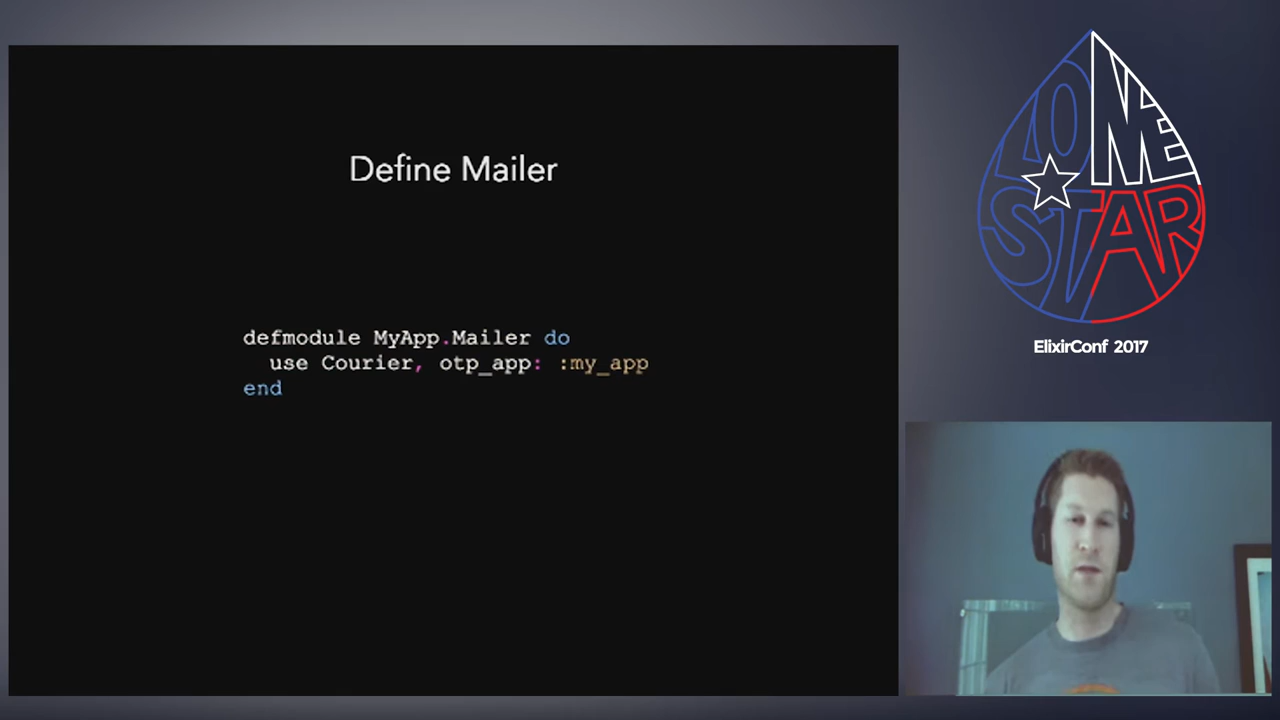 Define Mailer
defmodule MyApp.Mailer do
  use Courier, otp_app: :my_app
end
LONE
STAR
ElixirConf 2017